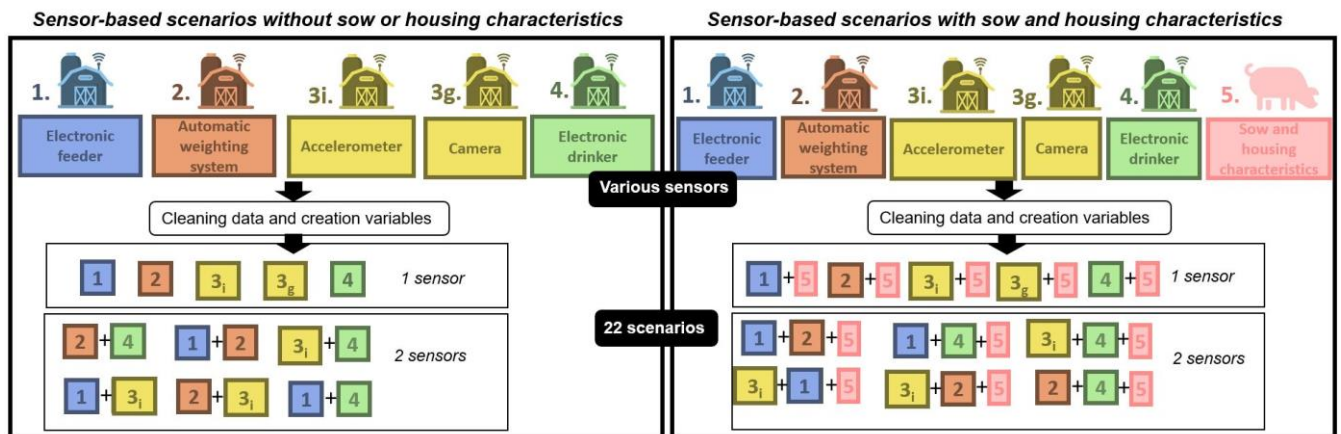 Sensor-based scenarios without sow or housing characteristics
1. 2. 3i. 3g. 4.
Electronic feeder
Automatic weighting system
Accelerometer
Camera
Electronic drinker
Cleaning data and creation variables
1 2 3i 3g 4 1 sensor
2+4 1+2 3i+4
2 sensors
1+3i 2+3i 1+4
Various sensors
22 scenarios
Sensor-based scenarios with sow and housing characteristics
1. 2. 3i. 3g. 4. 5.
Electronic feeder
Automatic weighting system
Accelerometer
Camera
Electronic drinker
Sow and housing characteristics
Cleaning data and creation variables
1+5 2+5 3i+5 3g+5 4+5 1 sensor
1+2+5 1+4+5 3i+4+5
2 sensors
3i+1+5 3i+2+5 2+4+5